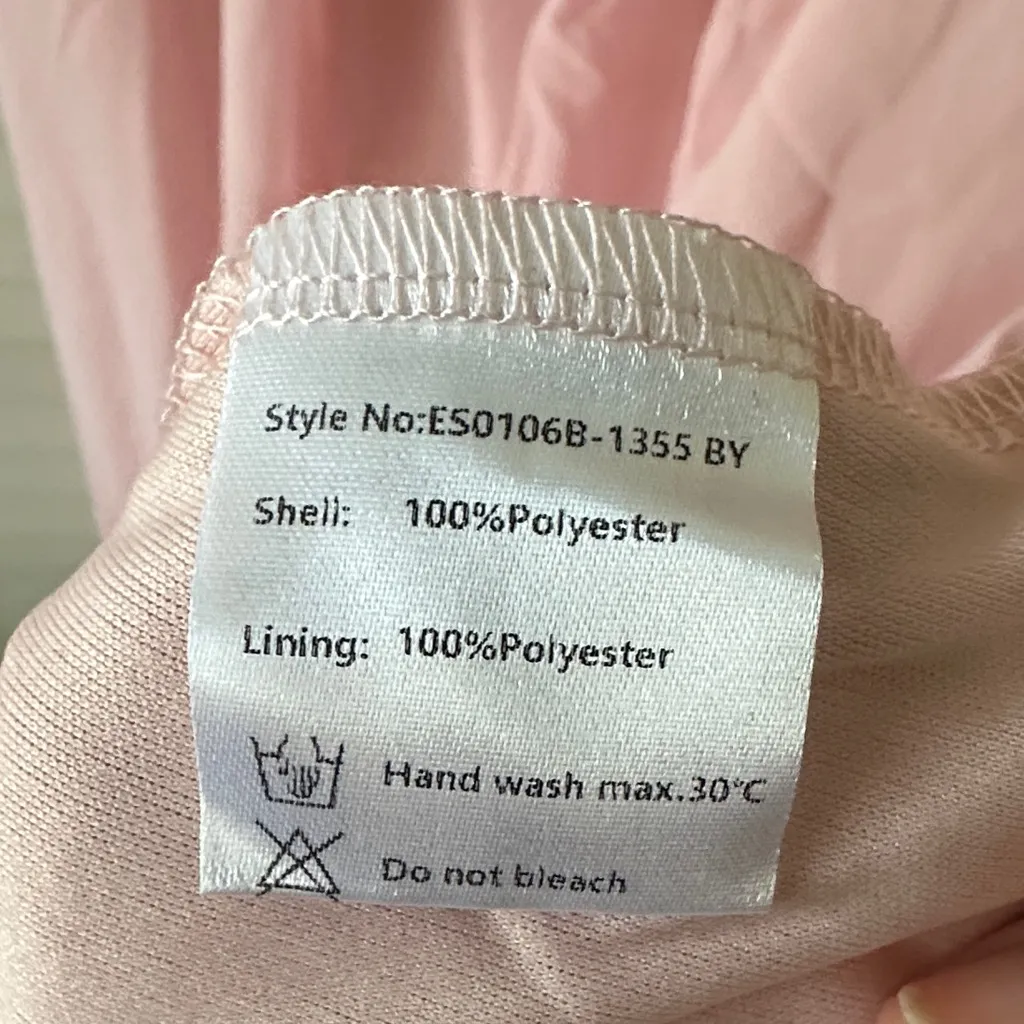 Style No:ES0106B-1355 BY
Shell: 100%Polyester
Lining: 100%Polyester
Hand wash max.30°C
Do not bleach